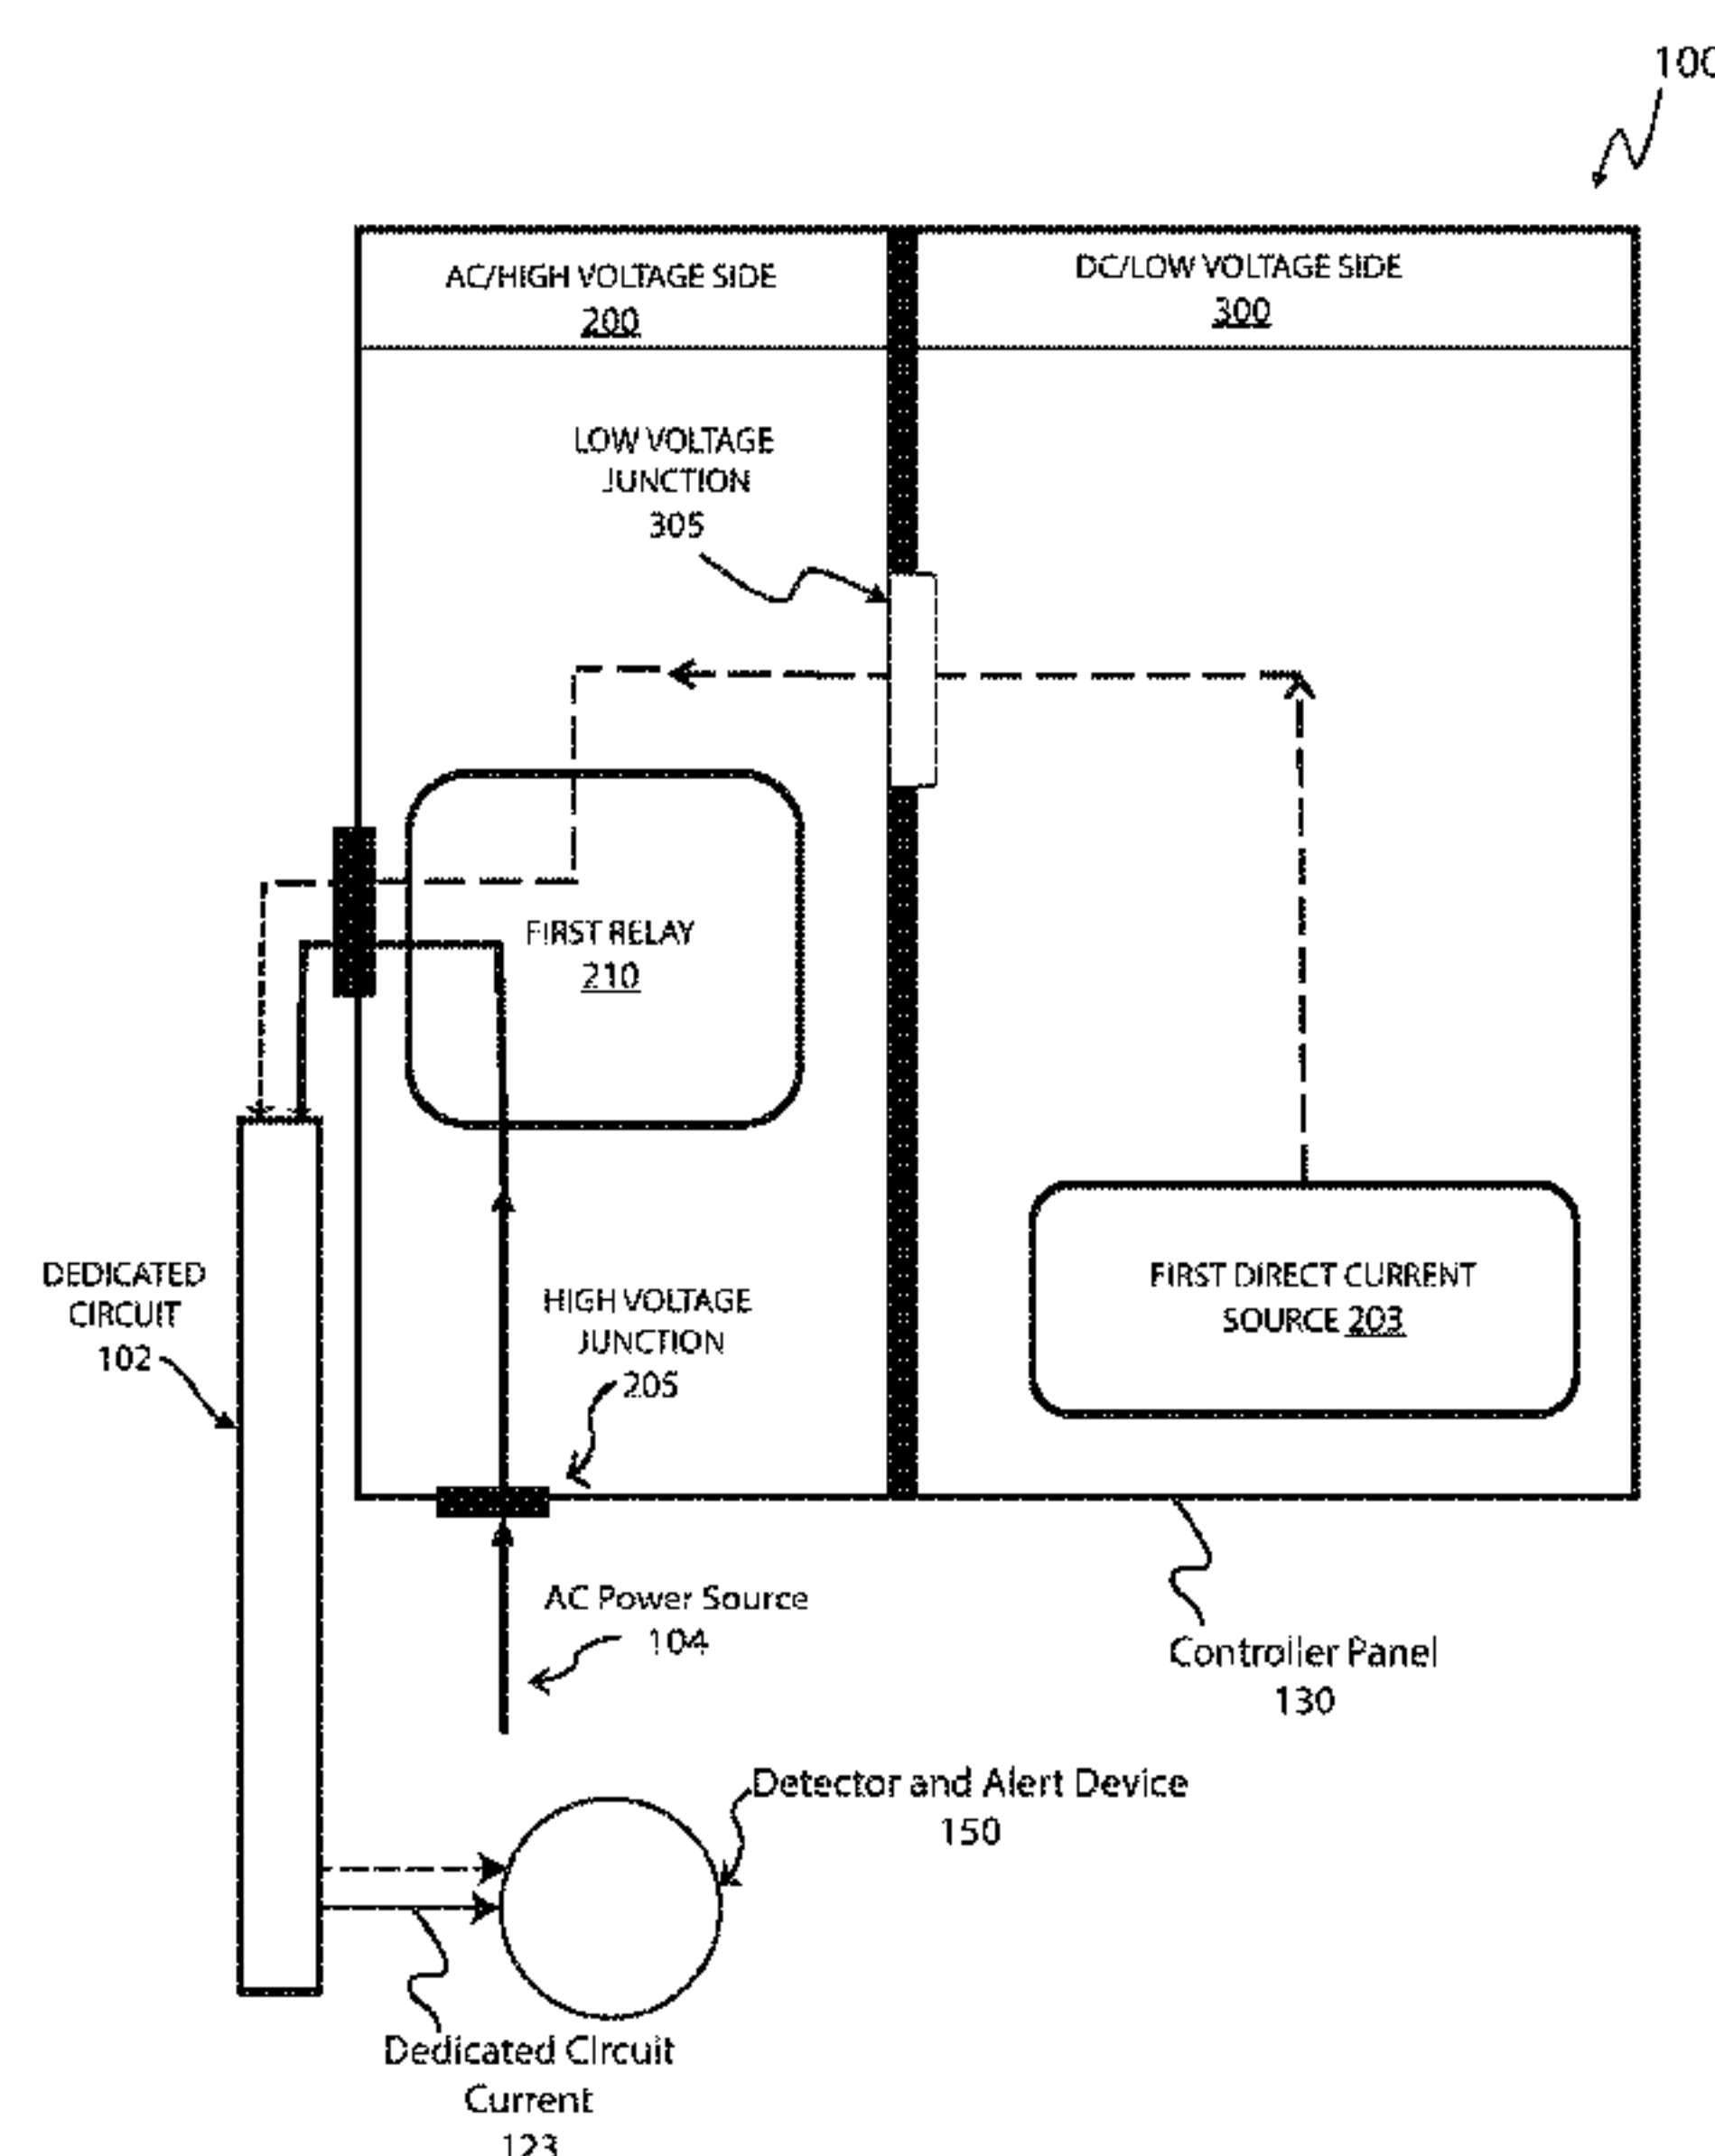 100
AC/HIGH VOLTAGE SIDE
200
DC/LOW VOLTAGE SIDE
300
LOW VOLTAGE
JUNCTION
305
FIRST RELAY
210
DEDICATED
CIRCUIT
102
HIGH VOLTAGE
JUNCTION
205
FIRST DIRECT CURRENT
SOURCE 203
AC Power Source
104
Controller Panel
130
Detector and Alert Device
150
Dedicated Circuit
Current
123